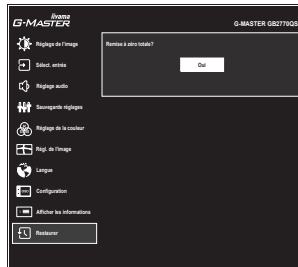 iiyama
G-MASTER
G-MASTER GB2770QS
Réglage de l'image
Remise à zéro totale?
Sélect. entrée
Oui
Réglage audio
Sauvegarde réglages
Réglage de la couleur
Régl. de l'image
Langue
Configuration
Afficher les informations
Restaurer